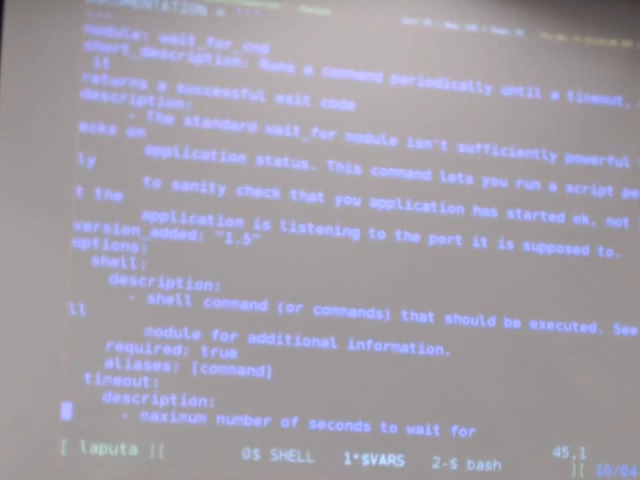 DOCUMENTATION = '''
---
module: wait_for_cmd
short_description: Runs a command periodically until a timeout,
it
returns a successful exit code
description:
- The standard wait_for module isn't sufficiently powerful
ecks on
application status. This command lets you run a script pe
ly
to sanity check that you application has started ok, not
t the
application is listening to the port it is supposed to.
version_added: "1.5"
options:
shell:
description:
- shell command (or commands) that should be executed. See
ll
module for additional information.
required: true
aliases: [command]
timeout:
description:
- maximum number of seconds to wait for
45,1
[ laputa ][ 0$ SHELL 1*$VARS 2-$ bash ][ 10/04